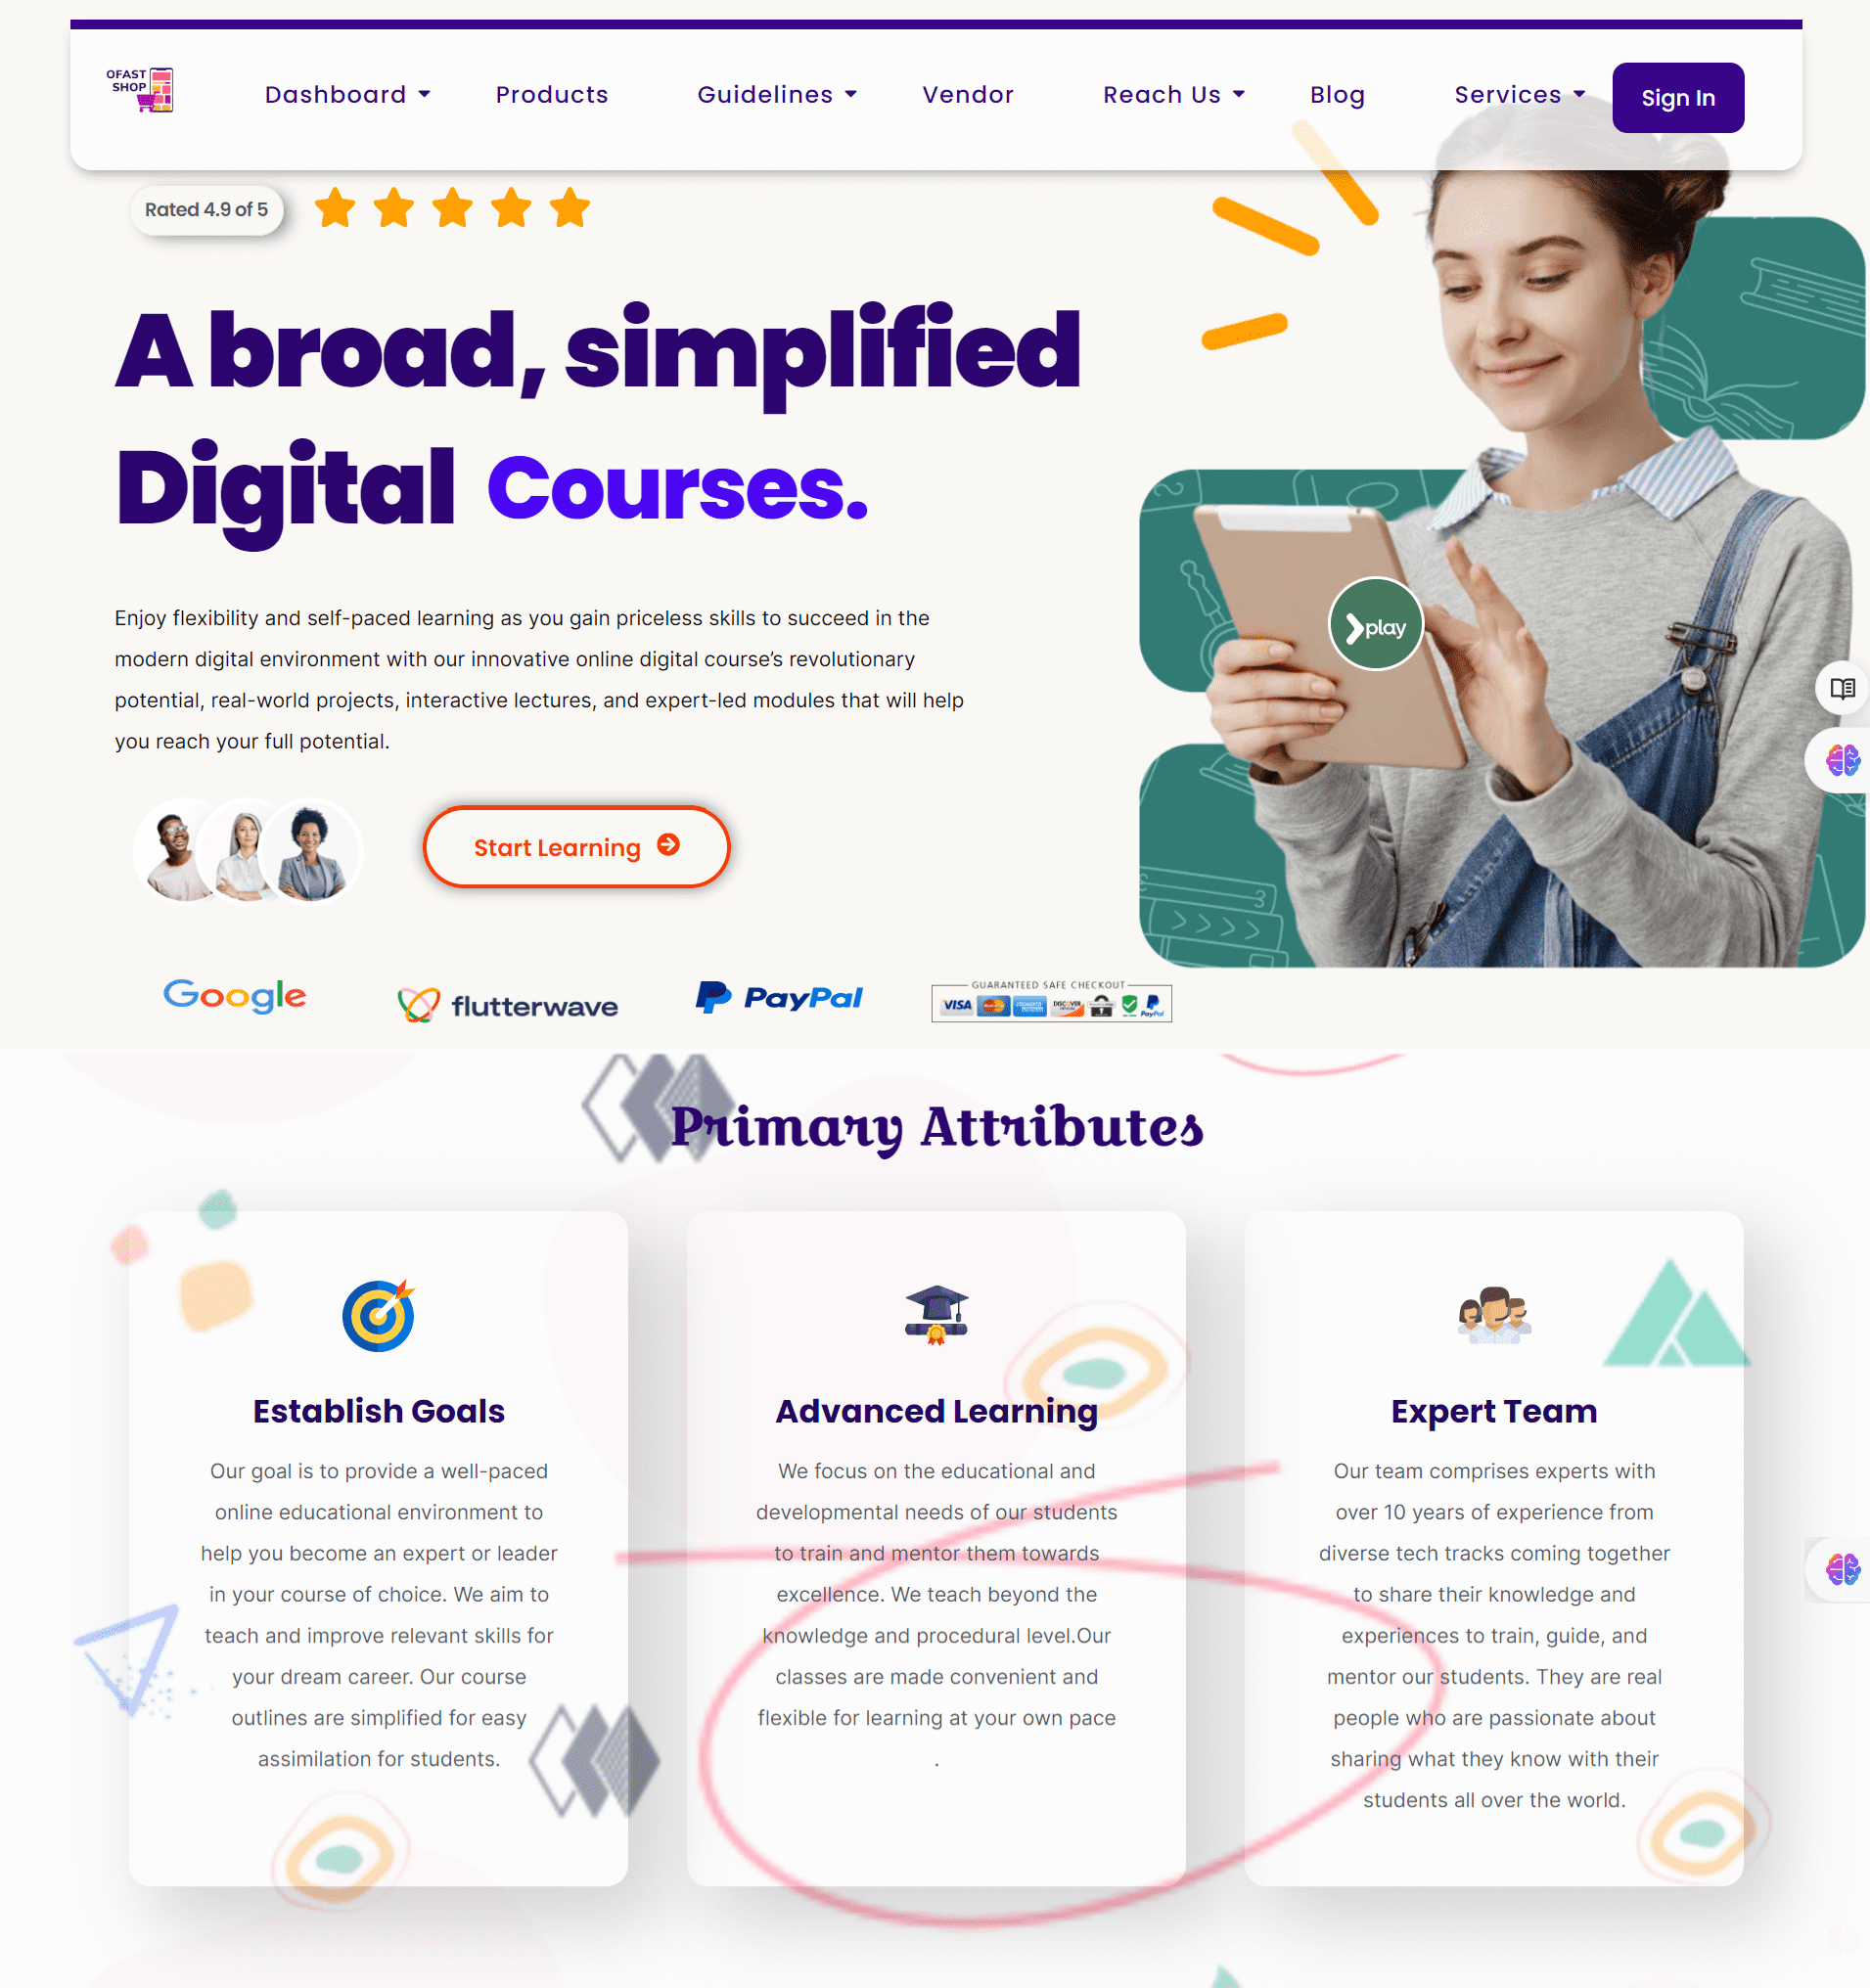 OFAST
SHOP
Dashboard
Products
Guidelines
Vendor
Reach Us
Blog
Services
Sign In
Rated 4.9 of 5
A broad, simplified
Digital Courses.
Enjoy flexibility and self-paced learning as you gain priceless skills to succeed in the
modern digital environment with our innovative online digital course’s revolutionary
potential, real-world projects, interactive lectures, and expert-led modules that will help
you reach your full potential.
play
Start Learning
Google
flutterwave
PayPal
GUARANTEED SAFE CHECKOUT
VISA
DISCOVER
PayPal
Primary Attributes
Establish Goals
Our goal is to provide a well-paced
online educational environment to
help you become an expert or leader
in your course of choice. We aim to
teach and improve relevant skills for
your dream career. Our course
outlines are simplified for easy
assimilation for students.
Advanced Learning
We focus on the educational and
developmental needs of our students
to train and mentor them towards
excellence. We teach beyond the
knowledge and procedural level.Our
classes are made convenient and
flexible for learning at your own pace
.
Expert Team
Our team comprises experts with
over 10 years of experience from
diverse tech tracks coming together
to share their knowledge and
experiences to train, guide, and
mentor our students. They are real
people who are passionate about
sharing what they know with their
students all over the world.